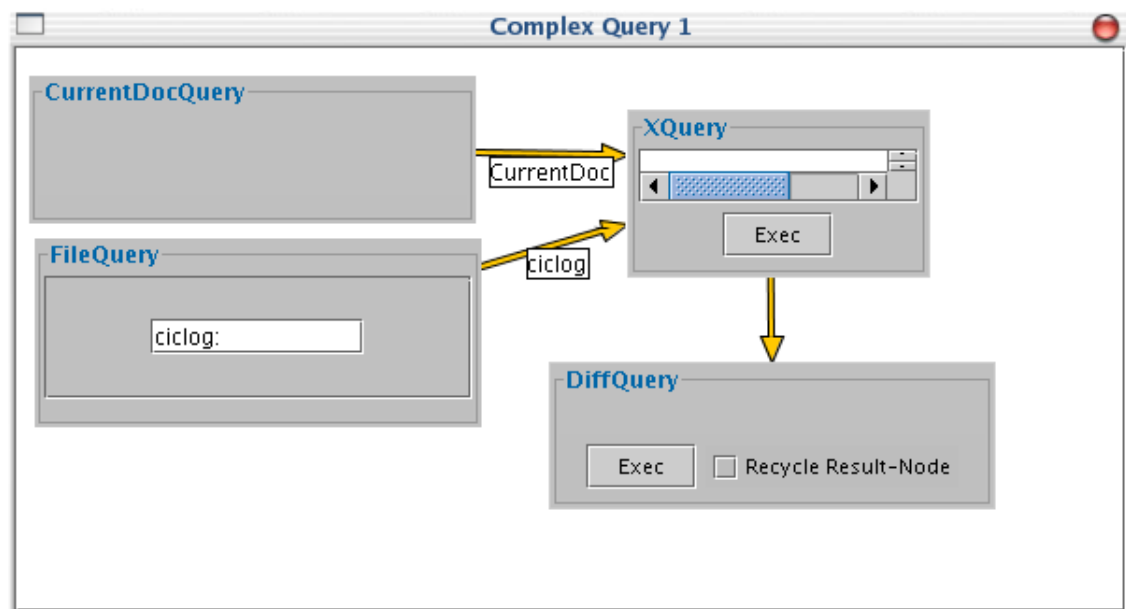 Complex Query 1
CurrentDocQuery
XQuery
CurrentDoc
Exec
FileQuery
ciclog
ciclog:
DiffQuery
Exec
Recycle Result-Node